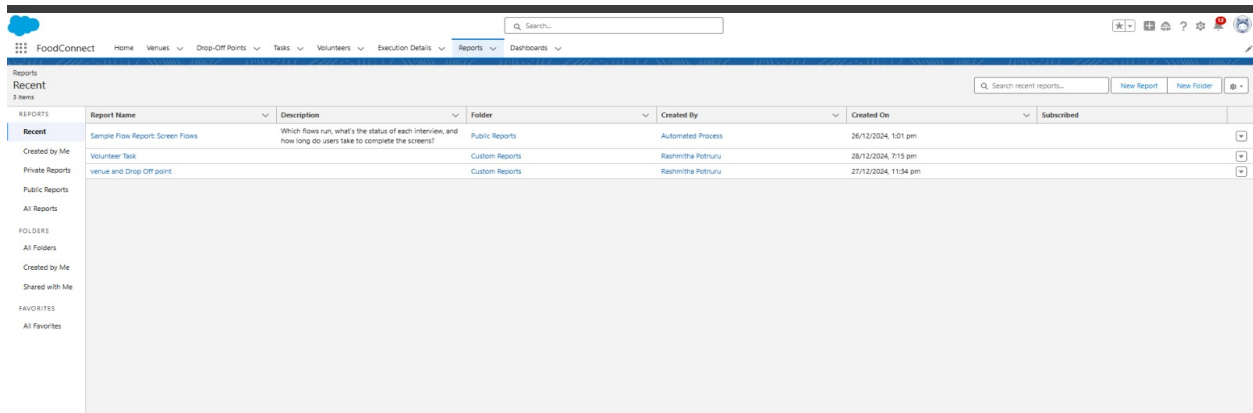 Search...
12
FoodConnect Home Venues Drop-Off Points Tasks Volunteers Execution Details Reports Dashboards
Reports
Recent
3 items
Search recent reports...
New Report
New Folder
REPORTS
Recent
Created by Me
Private Reports
Public Reports
All Reports
FOLDERS
All Folders
Created by Me
Shared with Me
FAVORITES
All Favorites
Report Name Description Folder Created By Created On Subscribed
Sample Flow Report: Screen Flows
Which flows run, what's the status of each interview, and
how long do users take to complete the screens?
Public Reports
Automated Process
26/12/2024, 1:01 pm
Volunteer Task Custom Reports Rashmitha Potnuru 28/12/2024, 7:15 pm
venue and Drop Off point Custom Reports Rashmitha Potnuru 27/12/2024, 11:34 pm